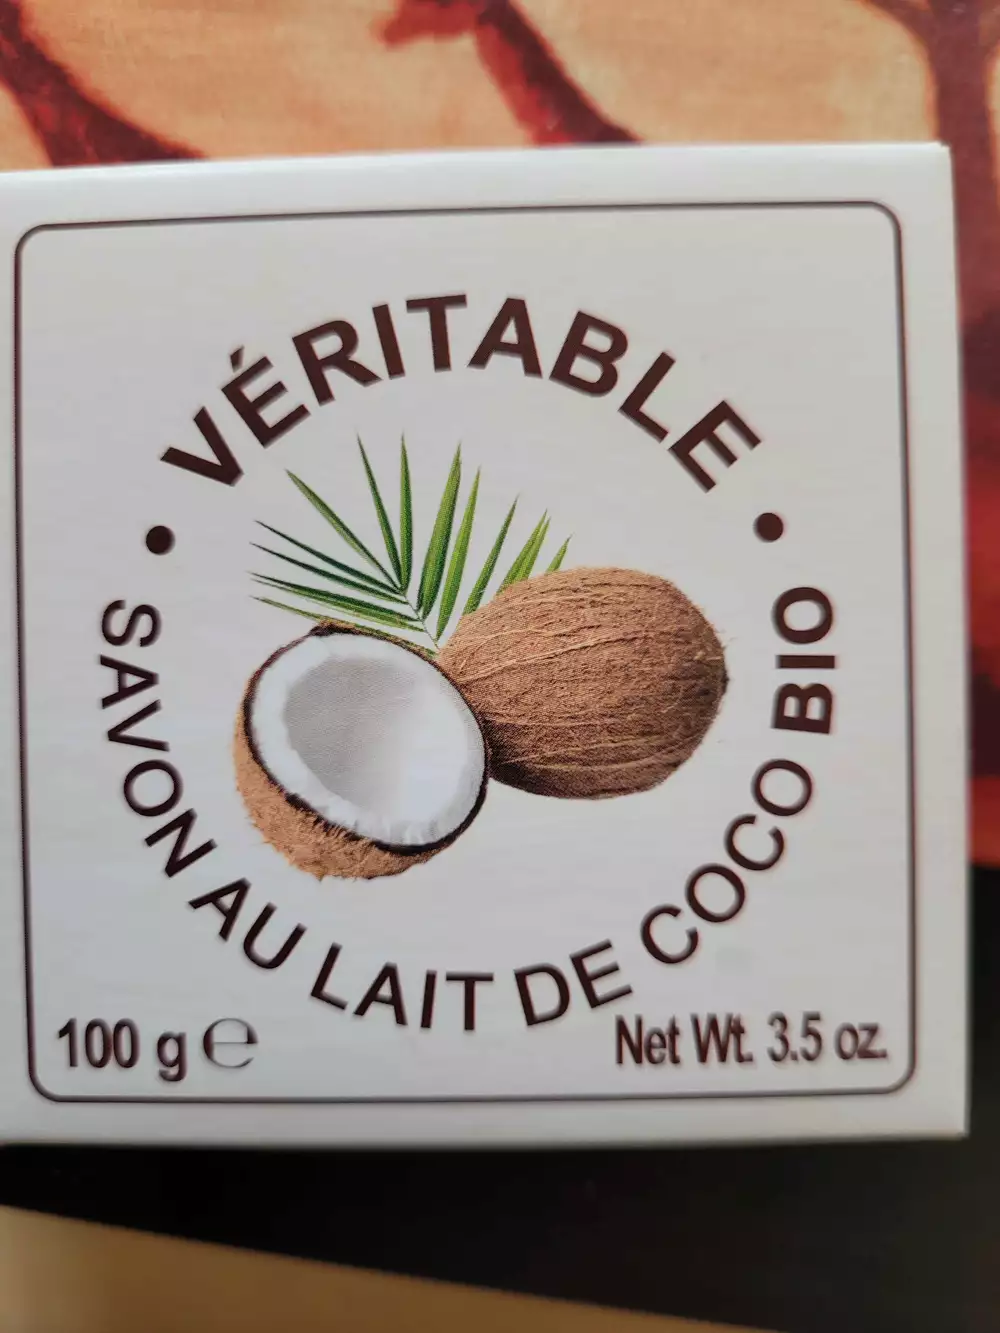 VÉRITABLE
• SAVON AU LAIT DE COCO BIO •
100 g ℮
Net Wt. 3.5 oz.